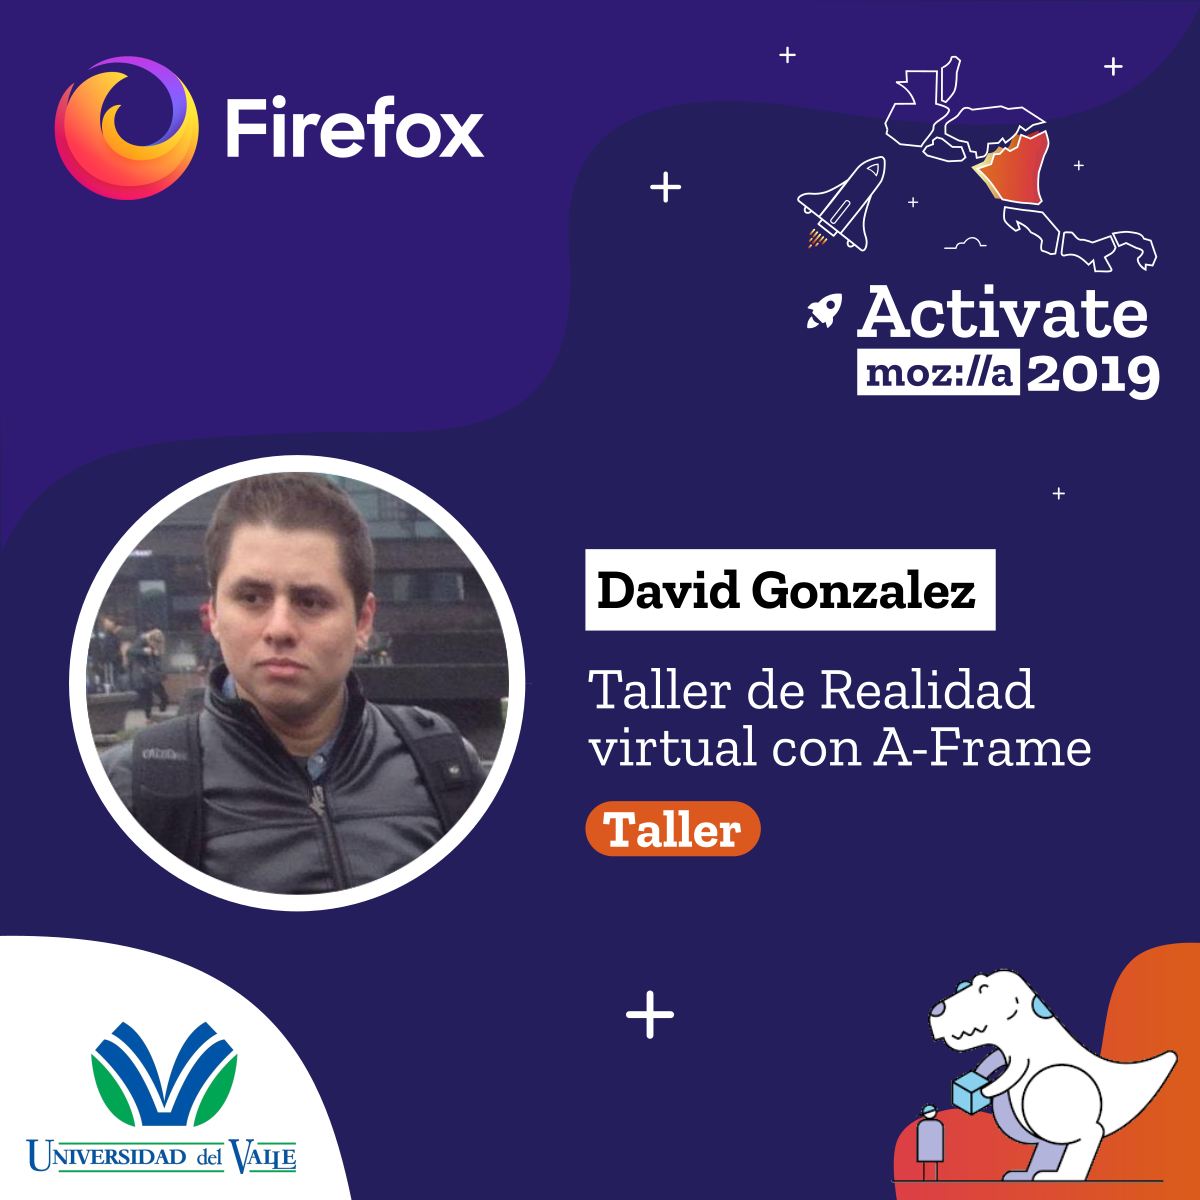 Firefox
Activate
moz://a 2019
David Gonzalez
Taller de Realidad
virtual con A-Frame
Taller
UNIVERSIDAD del VALLE